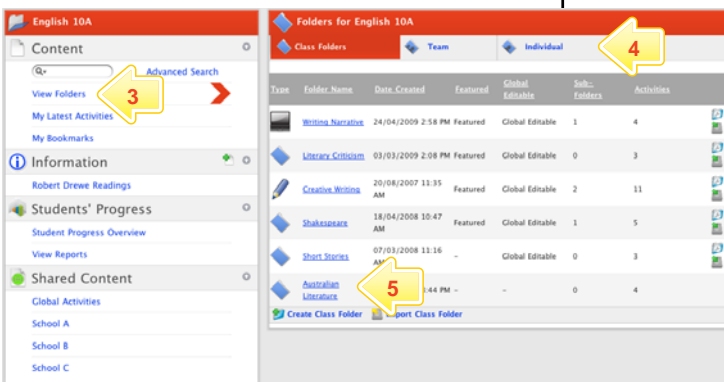 English 10A
Content
Advanced Search
View Folders
3
My Latest Activities
My Bookmarks
Information
Robert Drewe Readings
Students' Progress
Student Progress Overview
View Reports
Shared Content
Global Activities
School A
School B
School C
Folders for English 10A
Class Folders Team Individual
4
Type Folder Name Date Created Featured Global Editable Sub-Folders Activities
Writing Narrative 24/04/2009 2:58 PM Featured Global Editable 1 4
Literary Criticism 03/03/2009 2:08 PM Featured Global Editable 0 3
Creative Writing 20/08/2007 11:35 AM Featured Global Editable 2 11
Shakespeare 18/04/2008 10:47 AM Featured Global Editable 1 5
Short Stories 07/03/2008 11:16 - Global Editable 0 3
Australian Literature 5 :44 PM - - 0 4
Create Class Folder Import Class Folder